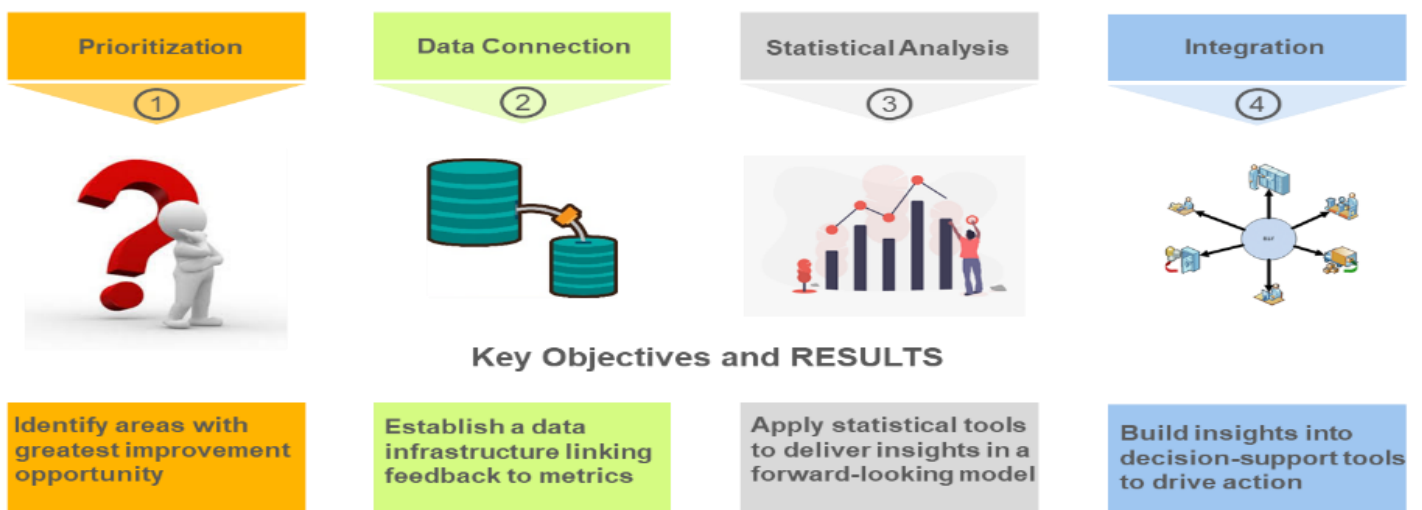 Prioritization
Data Connection
Statistical Analysis
Integration
1
2
3
4
Key Objectives and RESULTS
Identify areas with
greatest improvement
opportunity
Establish a data
infrastructure linking
feedback to metrics
Apply statistical tools
to deliver insights in a
forward-looking model
Build insights into
decision-support tools
to drive action